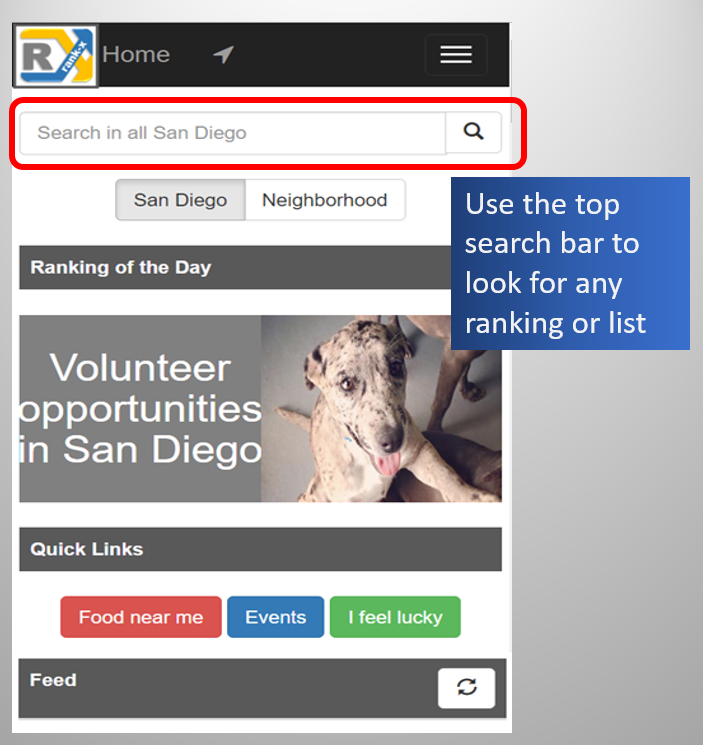 RX
rank-x
Home
Search in all San Diego
San Diego
Neighborhood
Use the top
search bar to
look for any
ranking or list
Ranking of the Day
Volunteer
opportunities
in San Diego
Quick Links
Food near me
Events
I feel lucky
Feed